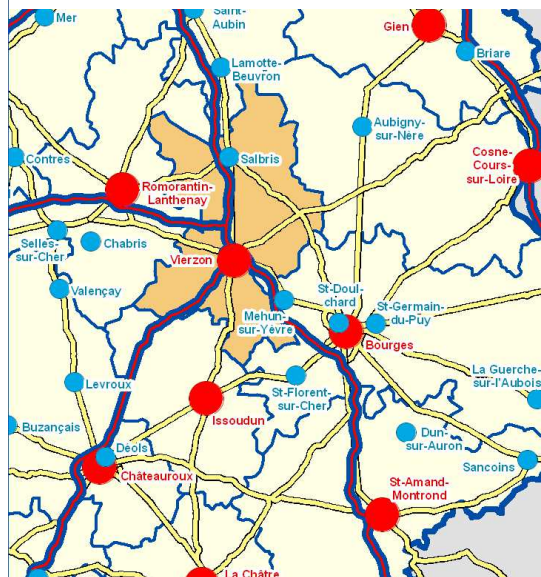 Mer
Saint-
Aubin
Gien
Briare
Lamotte-
Beuvron
Aubigny-
sur-Nère
Contres
Salbris
Cosne-
Cours-
sur-Loire
Romorantin-
Lanthenay
Selles-
sur-Cher
Chabris
Vierzon
Valençay
Mehun-
sur-Yèvre
St-Doul-
chard
St-Germain-
du-Puy
Bourges
Levroux
Issoudun
St-Florent-
sur-Cher
La Guerche-
sur-l'Aubois
Buzançais
Déols
Châteauroux
Dun-
sur-Auron
Sancoins
St-Amand-
Montrond
La Châtre